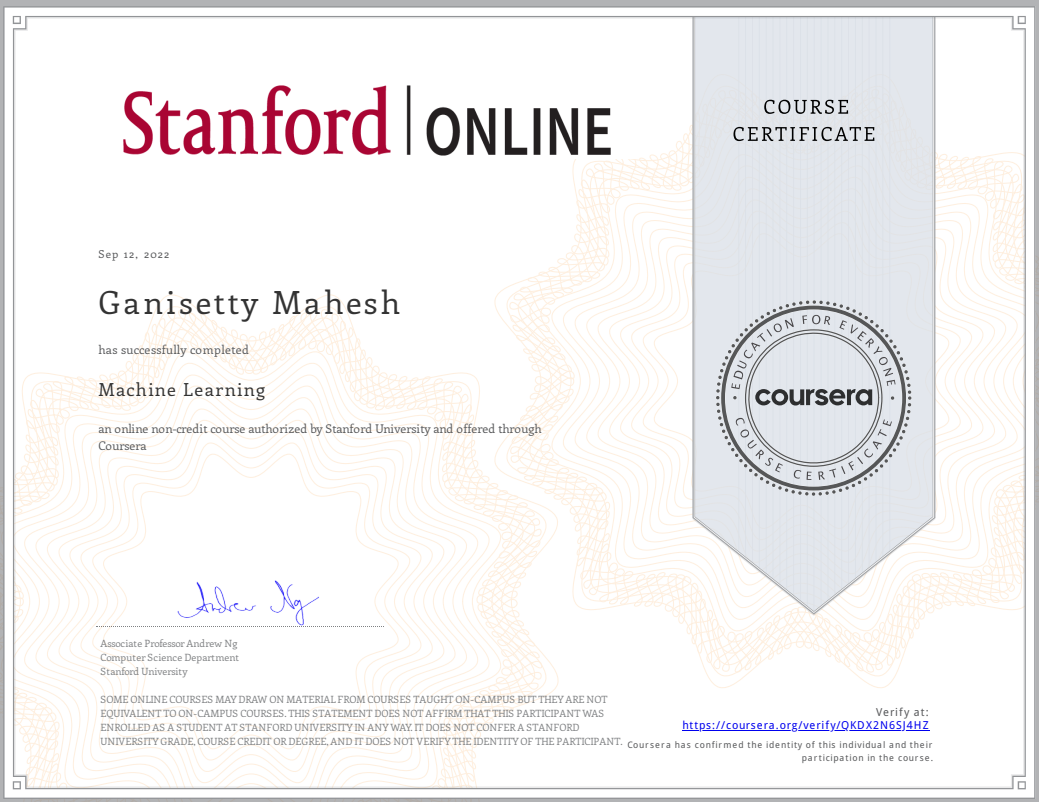 Stanford | ONLINE
COURSE
CERTIFICATE
Sep 12, 2022
Ganisetty Mahesh
has successfully completed
Machine Learning
an online non-credit course authorized by Stanford University and offered through
Coursera
EDUCATION FOR EVERYONE
coursera
COURSE CERTIFICATE
Andrew Ng
Associate Professor Andrew Ng
Computer Science Department
Stanford University
SOME ONLINE COURSES MAY DRAW ON MATERIAL FROM COURSES TAUGHT ON-CAMPUS BUT THEY ARE NOT
EQUIVALENT TO ON-CAMPUS COURSES. THIS STATEMENT DOES NOT AFFIRM THAT THIS PARTICIPANT WAS
ENROLLED AS A STUDENT AT STANFORD UNIVERSITY IN ANY WAY. IT DOES NOT CONFER A STANFORD
UNIVERSITY GRADE, COURSE CREDIT OR DEGREE, AND IT DOES NOT VERIFY THE IDENTITY OF THE PARTICIPANT.
Verify at:
https://coursera.org/verify/QKDX2N6SJ4HZ
Coursera has confirmed the identity of this individual and their
participation in the course.